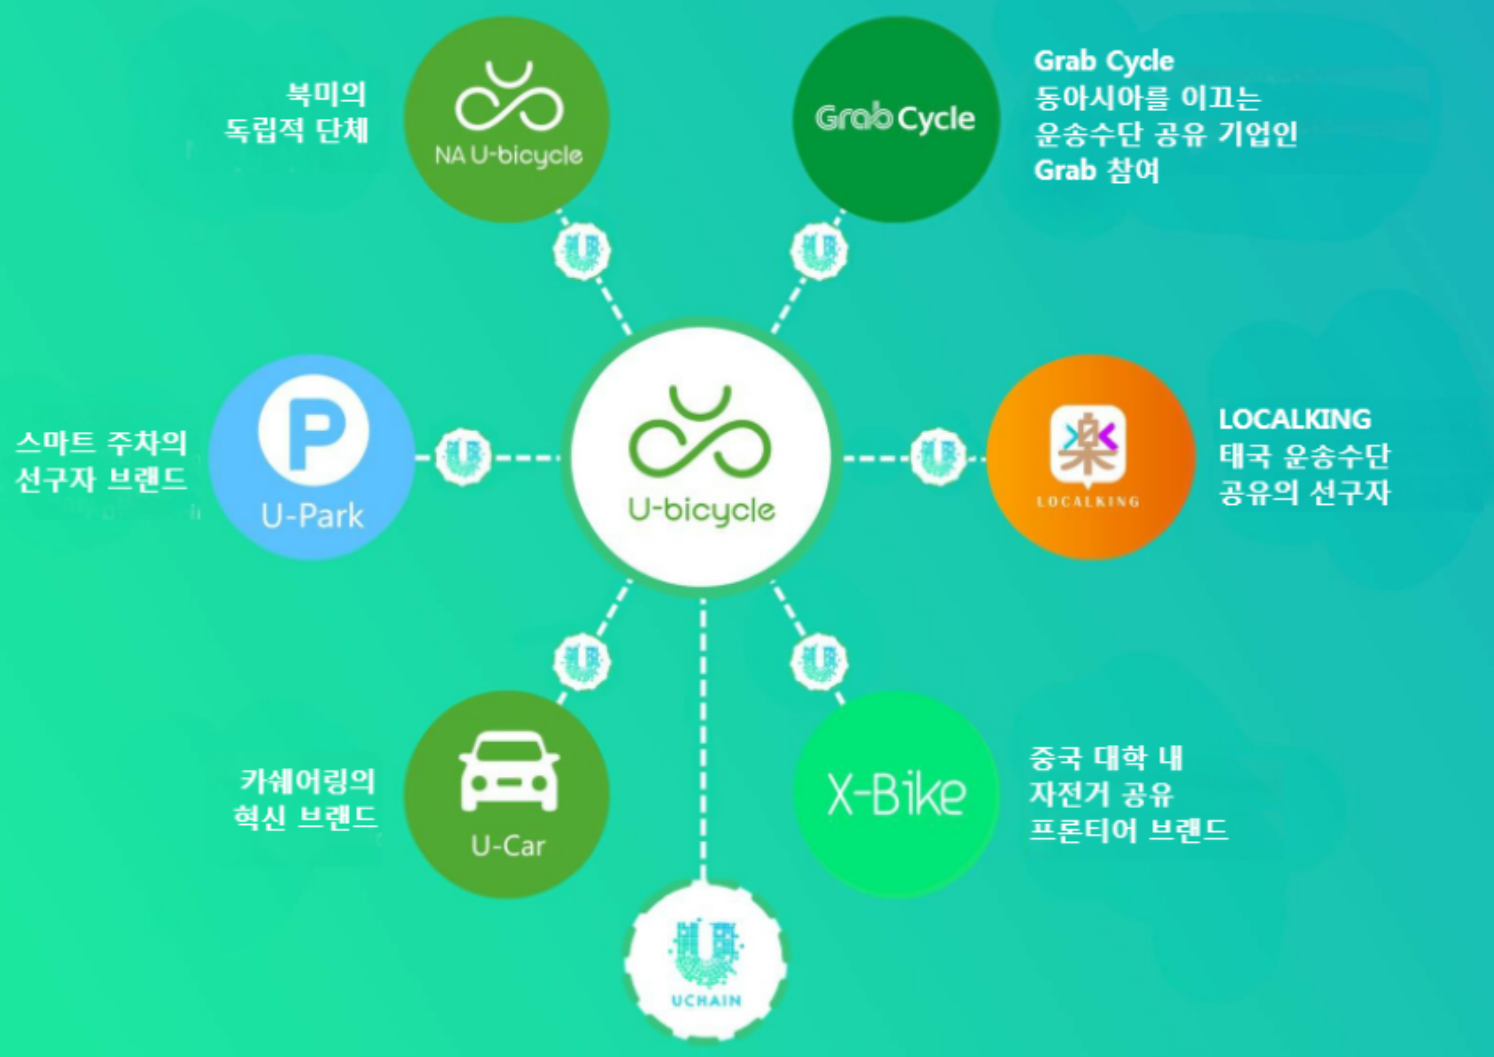 북미의
독립적 단체
NA U-bicycle
Grab Cycle
Grab Cycle
동아시아를 이끄는
운송수단 공유 기업인
Grab 참여
스마트 주차의
선구자 브랜드
P
U-Park
U-bicycle
楽
LOCALKING
LOCALKING
태국 운송수단
공유의 선구자
카쉐어링의
혁신 브랜드
U-Car
X-Bike
중국 대학 내
자전거 공유
프론티어 브랜드
UCHAIN